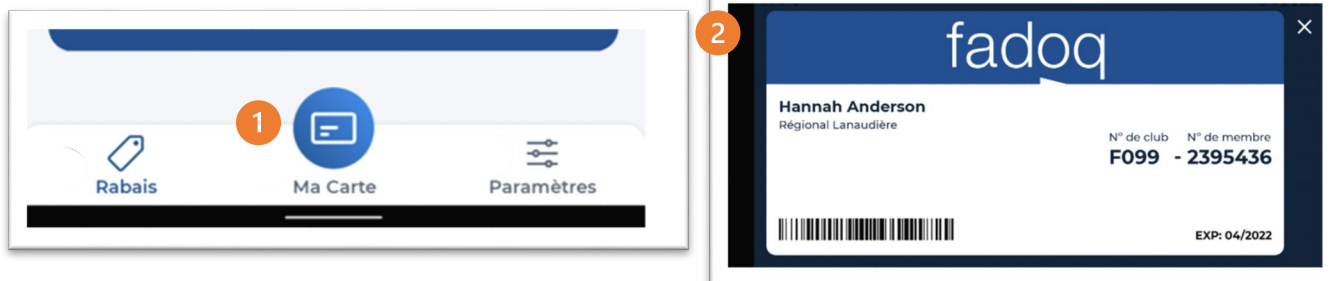 1
Rabais
Ma Carte
Paramètres
2
fadoq
Hannah Anderson
Régional Lanaudière
N° de club N° de membre
F099 - 2395436
EXP: 04/2022